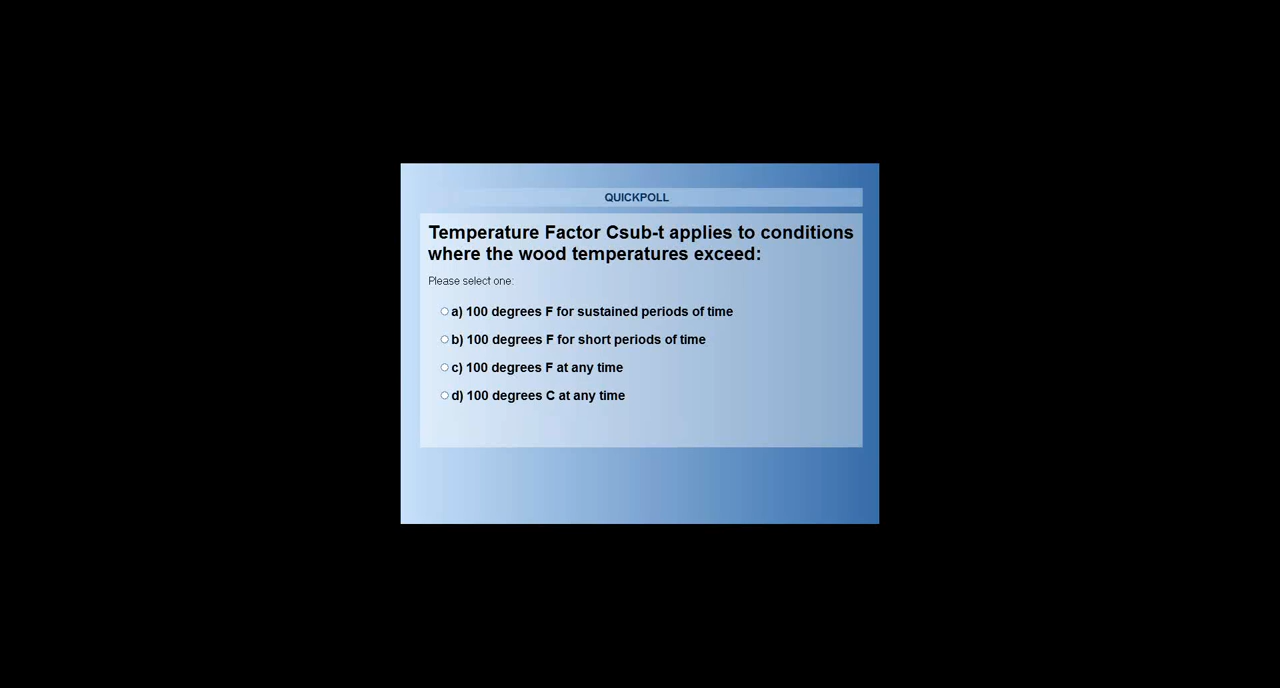 QUICKPOLL
Temperature Factor Csub-t applies to conditions
where the wood temperatures exceed:
Please select one:
a) 100 degrees F for sustained periods of time
b) 100 degrees F for short periods of time
c) 100 degrees F at any time
d) 100 degrees C at any time